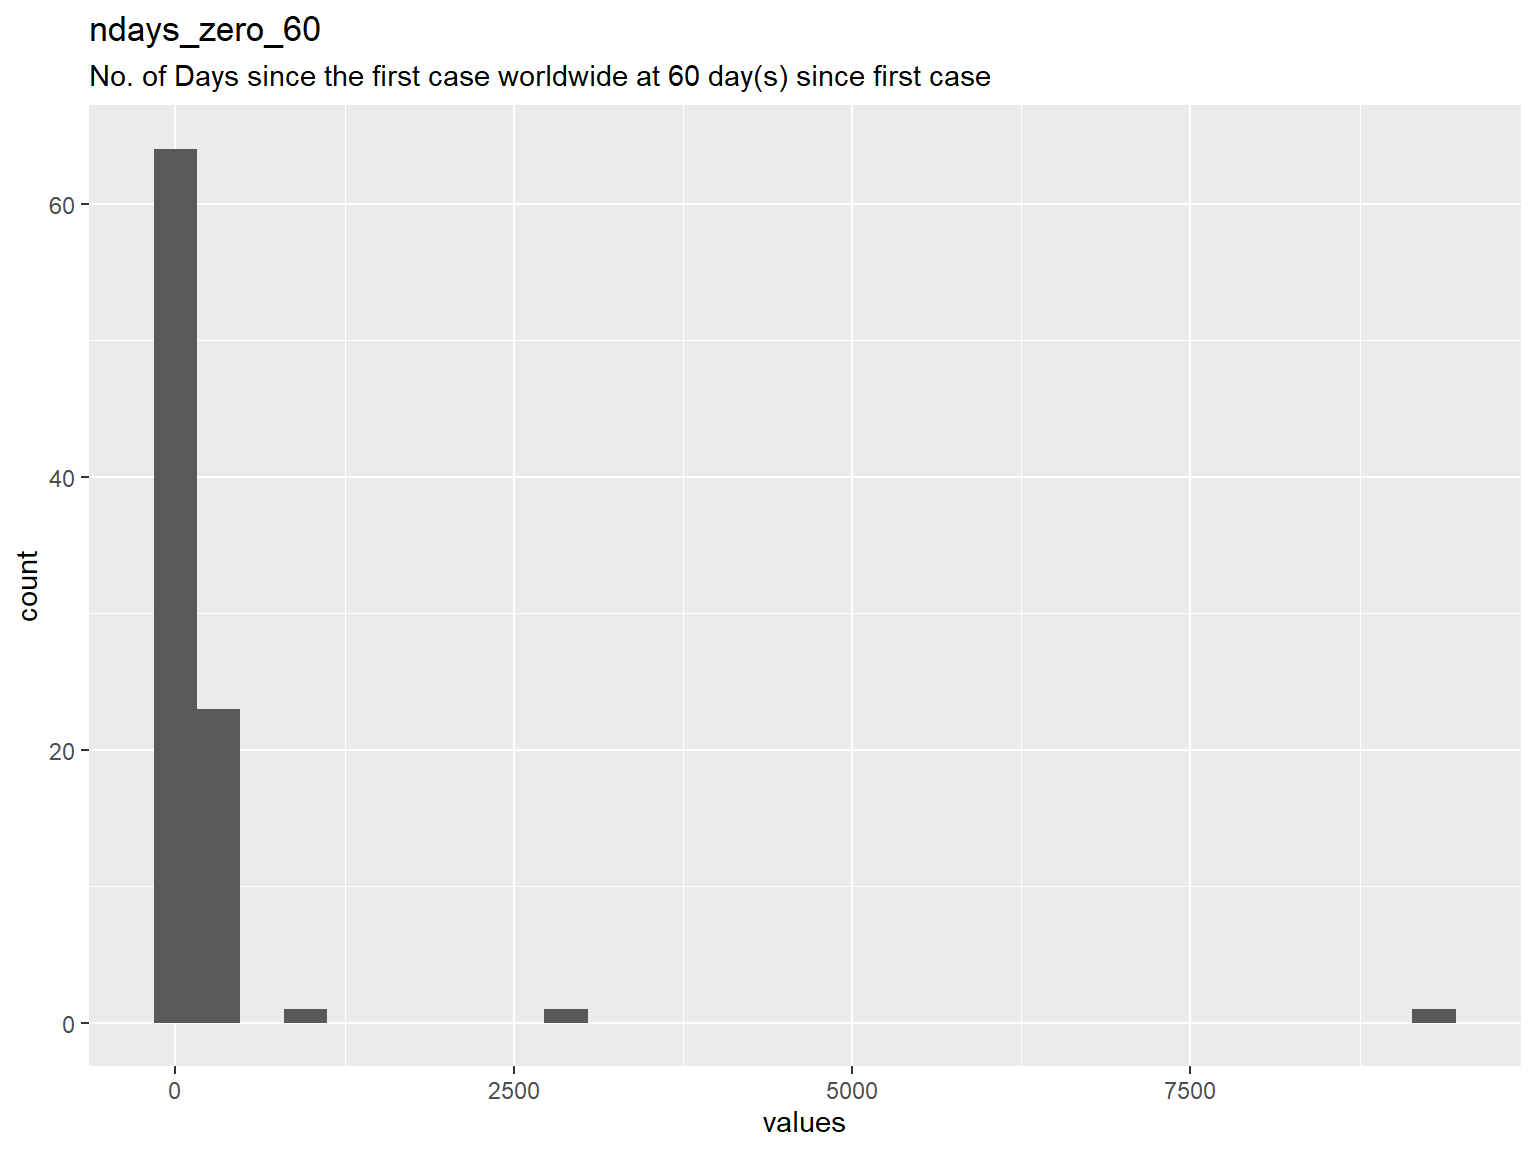 ndays_zero_60
No. of Days since the first case worldwide at 60 day(s) since first case
60
40
20
0
count
0 2500 5000 7500
values